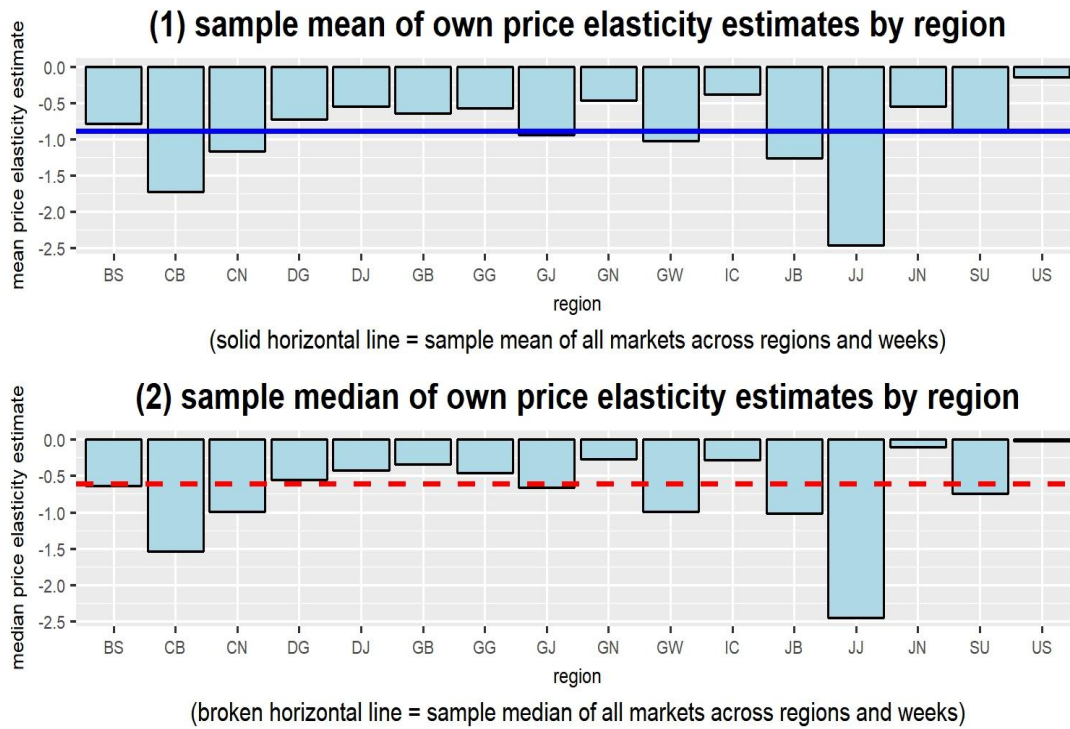 (1) sample mean of own price elasticity estimates by region
mean price elasticity estimate
0.0
-0.5
-1.0
-1.5
-2.0
-2.5
BS CB CN DG DJ GB GG GJ GN GW IC JB JJ JN SU US
region
(solid horizontal line = sample mean of all markets across regions and weeks)
(2) sample median of own price elasticity estimates by region
median price elasticity estimate
0.0
-0.5
-1.0
-1.5
-2.0
-2.5
BS CB CN DG DJ GB GG GJ GN GW IC JB JJ JN SU US
region
(broken horizontal line = sample median of all markets across regions and weeks)